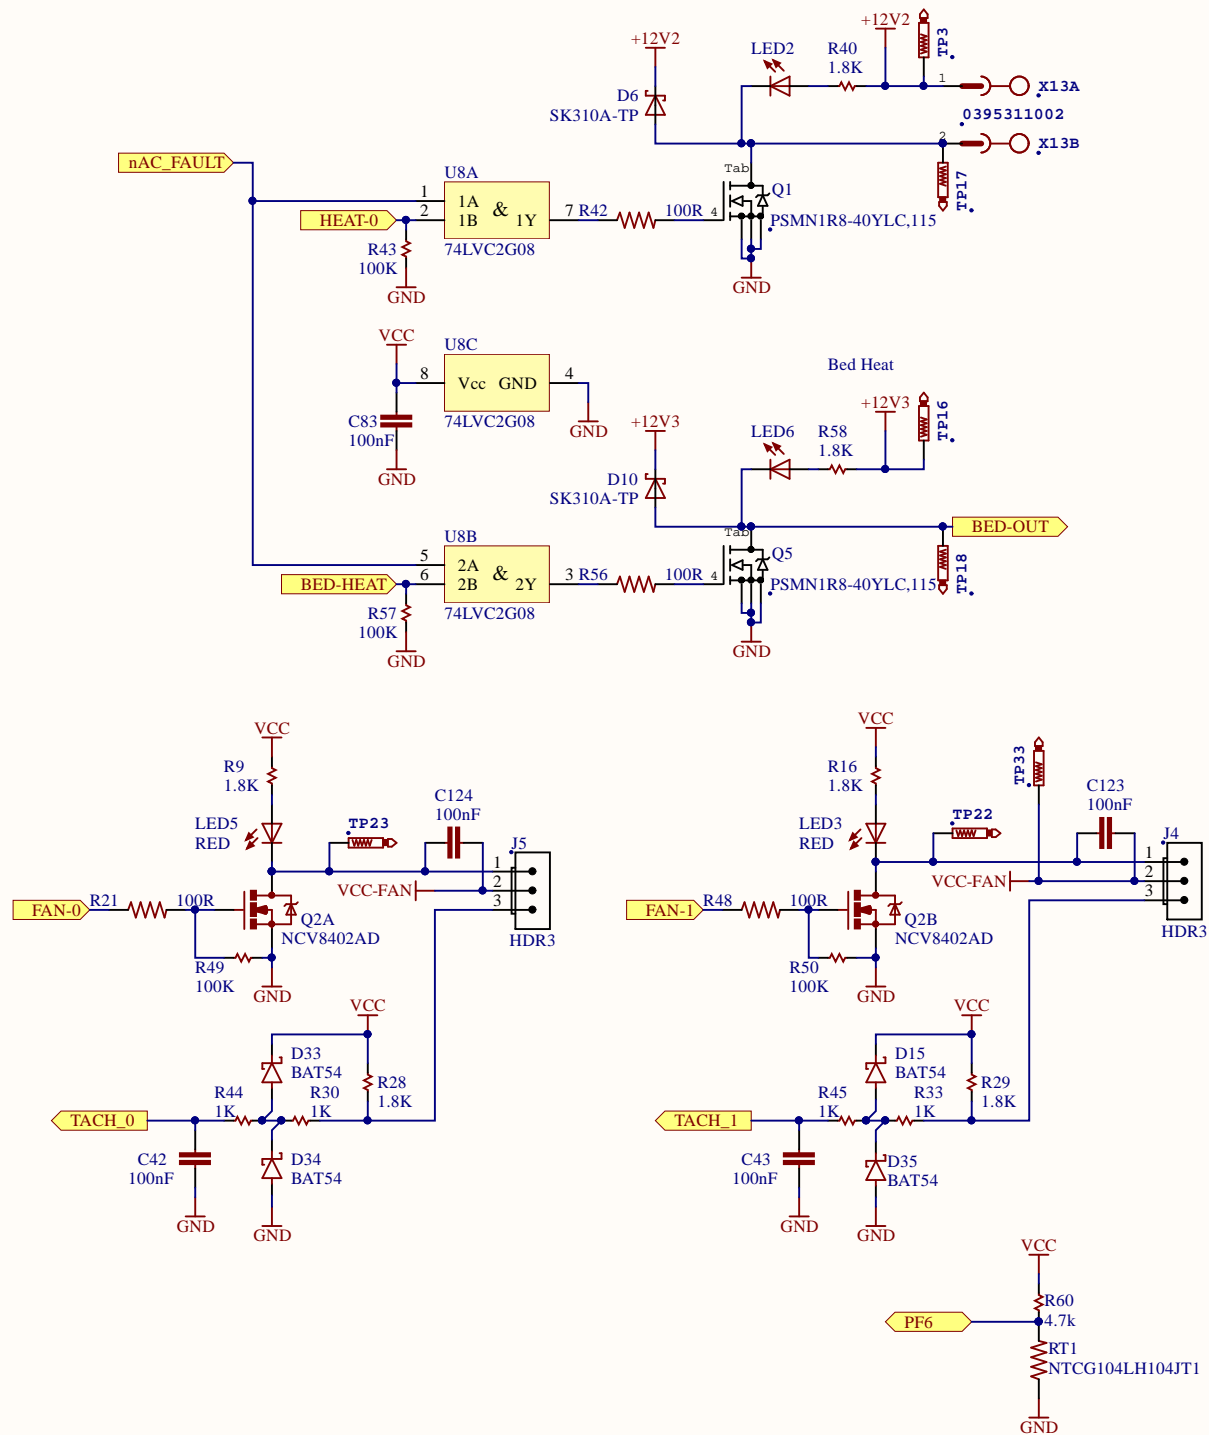 +12V2
LED2
R40
1.8K
+12V2
TP3
D6
SK310A-TP
1
X13A
0395311002
2
X13B
nAC_FAULT
Tab
TP17
U8A
1
1A
&
Q1
HEAT-0
2
1B
1Y
7
R42
100R
4
PSMN1R8-40YLC,115
R43
100K
74LVC2G08
GND
GND
VCC
U8C
8
Vcc
GND
4
C83
100nF
74LVC2G08
GND
GND
Bed Heat
+12V3
LED6
R58
1.8K
+12V3
TP16
D10
SK310A-TP
BED-OUT
Tab
TP18
U8B
5
2A
&
Q5
BED-HEAT
6
2B
2Y
3
R56
100R
4
PSMN1R8-40YLC,115
R57
100K
74LVC2G08
GND
GND
VCC
R9
1.8K
C124
100nF
LED5
RED
TP23
J5
1
VCC-FAN
2
3
FAN-0
R21
100R
Q2A
NCV8402AD
HDR3
R49
100K
GND
VCC
D33
BAT54
R28
1.8K
R44
1K
R30
1K
TACH_0
C42
100nF
D34
BAT54
GND
GND
VCC
R16
1.8K
TP33
C123
100nF
LED3
RED
TP22
J4
1
VCC-FAN
2
3
FAN-1
R48
100R
Q2B
NCV8402AD
HDR3
R50
100K
GND
VCC
D15
BAT54
R29
1.8K
R45
1K
R33
1K
TACH_1
C43
100nF
D35
BAT54
GND
GND
VCC
R60
4.7k
PF6
RT1
NTCG104LH104JT1
GND